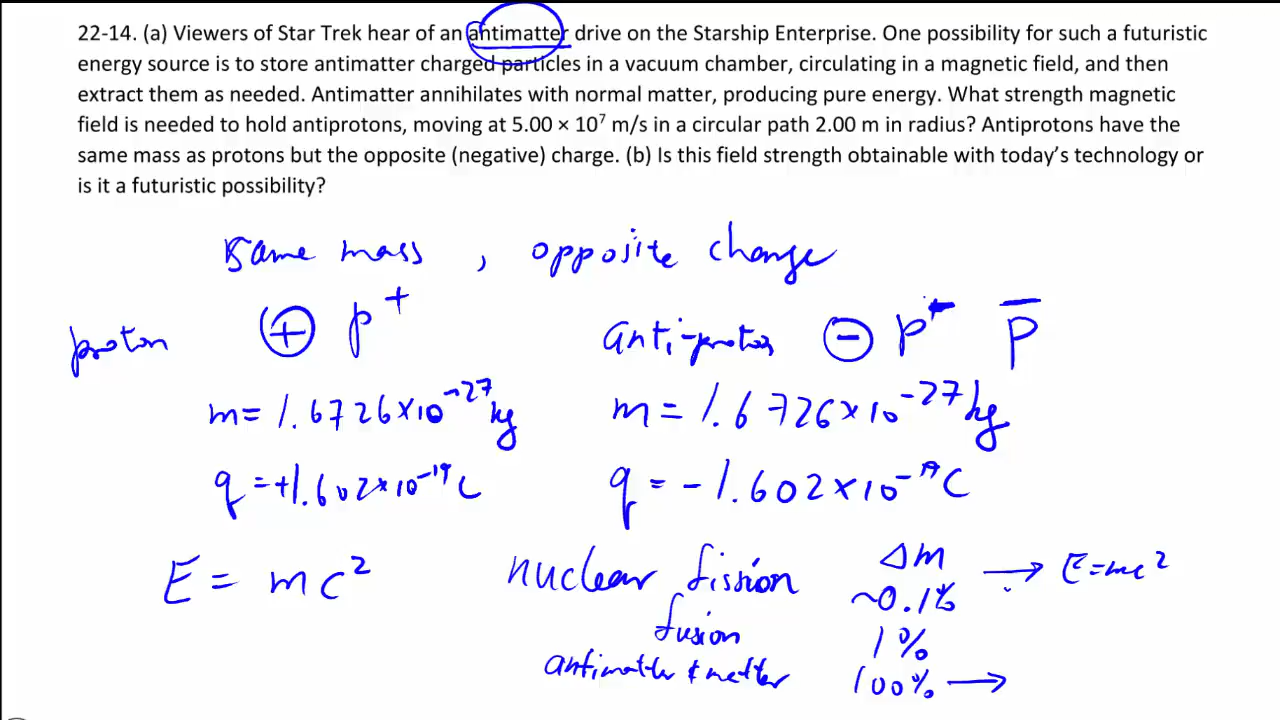 22-14. (a) Viewers of Star Trek hear of an antimatter drive on the Starship Enterprise. One possibility for such a futuristic
energy source is to store antimatter charged particles in a vacuum chamber, circulating in a magnetic field, and then
extract them as needed. Antimatter annihilates with normal matter, producing pure energy. What strength magnetic
field is needed to hold antiprotons, moving at 5.00 × 10⁷ m/s in a circular path 2.00 m in radius? Antiprotons have the
same mass as protons but the opposite (negative) charge. (b) Is this field strength obtainable with today's technology or
is it a futuristic possibility?
same mass , opposite charge
proton ⊕ p⁺ anti-proton ⊖ p⁻ p̅
m = 1.6726×10⁻²⁷ kg m = 1.6726×10⁻²⁷ kg
q = +1.602×10⁻¹⁹ C q = -1.602×10⁻¹⁹ C
E = mc² nuclear fission Δm → E=mc²
~0.1%
fusion 1%
antimatter & matter 100% →